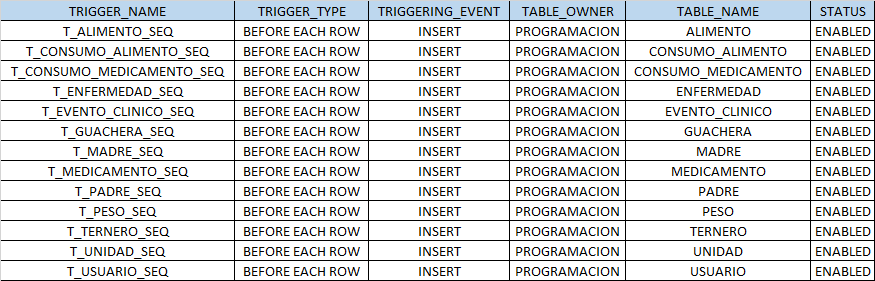 TRIGGER_NAME TRIGGER_TYPE TRIGGERING_EVENT TABLE_OWNER TABLE_NAME STATUS
T_ALIMENTO_SEQ BEFORE EACH ROW INSERT PROGRAMACION ALIMENTO ENABLED
T_CONSUMO_ALIMENTO_SEQ BEFORE EACH ROW INSERT PROGRAMACION CONSUMO_ALIMENTO ENABLED
T_CONSUMO_MEDICAMENTO_SEQ BEFORE EACH ROW INSERT PROGRAMACION CONSUMO_MEDICAMENTO ENABLED
T_ENFERMEDAD_SEQ BEFORE EACH ROW INSERT PROGRAMACION ENFERMEDAD ENABLED
T_EVENTO_CLINICO_SEQ BEFORE EACH ROW INSERT PROGRAMACION EVENTO_CLINICO ENABLED
T_GUACHERA_SEQ BEFORE EACH ROW INSERT PROGRAMACION GUACHERA ENABLED
T_MADRE_SEQ BEFORE EACH ROW INSERT PROGRAMACION MADRE ENABLED
T_MEDICAMENTO_SEQ BEFORE EACH ROW INSERT PROGRAMACION MEDICAMENTO ENABLED
T_PADRE_SEQ BEFORE EACH ROW INSERT PROGRAMACION PADRE ENABLED
T_PESO_SEQ BEFORE EACH ROW INSERT PROGRAMACION PESO ENABLED
T_TERNERO_SEQ BEFORE EACH ROW INSERT PROGRAMACION TERNERO ENABLED
T_UNIDAD_SEQ BEFORE EACH ROW INSERT PROGRAMACION UNIDAD ENABLED
T_USUARIO_SEQ BEFORE EACH ROW INSERT PROGRAMACION USUARIO ENABLED